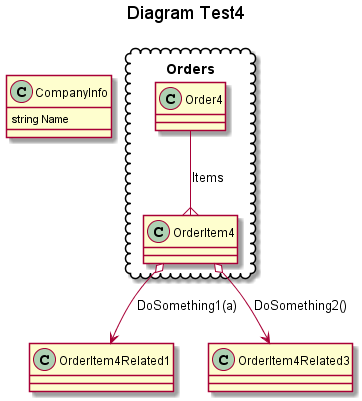 Diagram Test4
Orders
C Order4
C CompanyInfo
string Name
Items
C OrderItem4
DoSomething1(a)
DoSomething2()
C OrderItem4Related1
C OrderItem4Related3